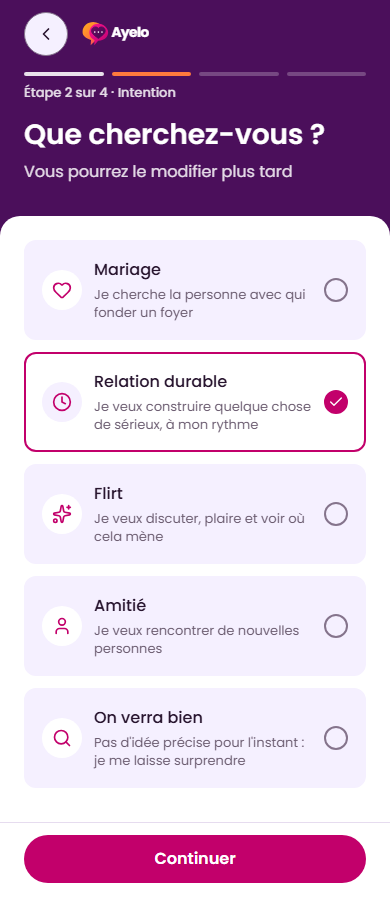 Ayelo
Étape 2 sur 4 · Intention
Que cherchez-vous ?
Vous pourrez le modifier plus tard
Mariage
Je cherche la personne avec qui
fonder un foyer
Relation durable
Je veux construire quelque chose
de sérieux, à mon rythme
Flirt
Je veux discuter, plaire et voir où
cela mène
Amitié
Je veux rencontrer de nouvelles
personnes
On verra bien
Pas d'idée précise pour l'instant :
je me laisse surprendre
Continuer